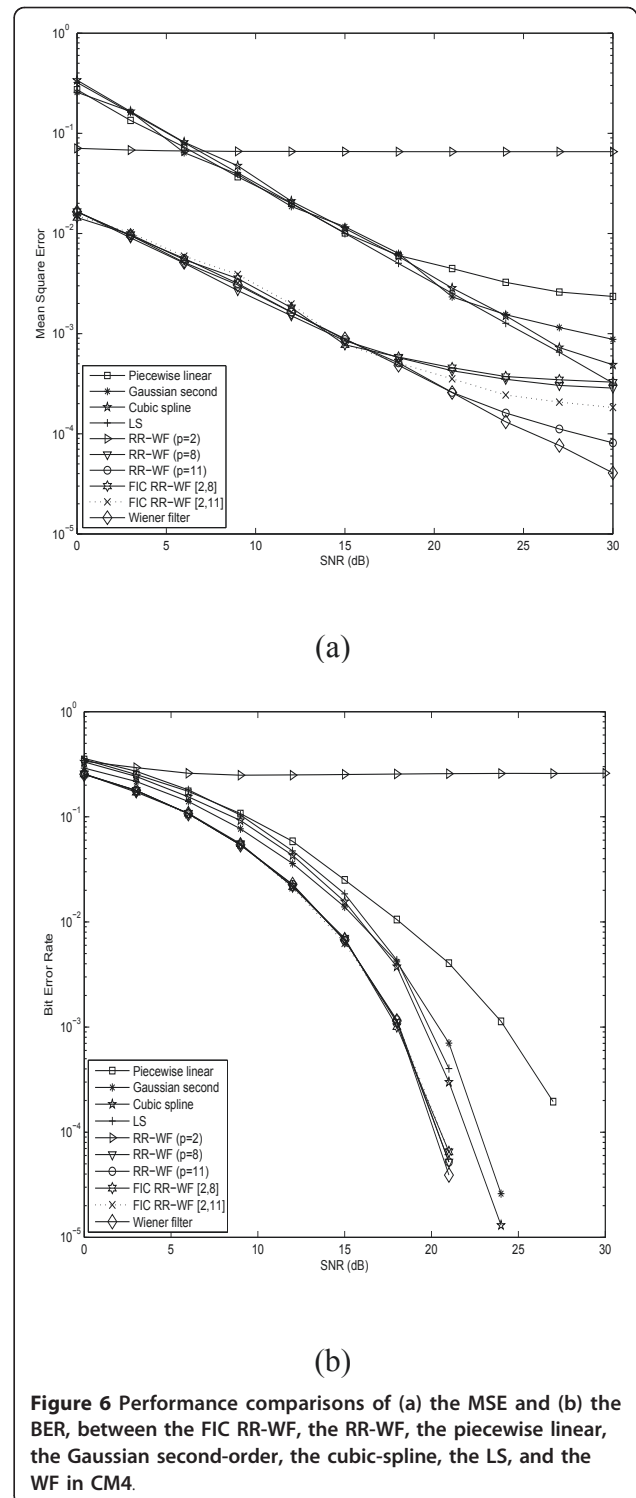 10^0
10^-1
10^-2
10^-3
10^-4
10^-5
Mean Square Error
Piecewise linear
Gaussian second
Cubic spline
LS
RR−WF (p=2)
RR−WF (p=8)
RR−WF (p=11)
FIC RR−WF [2,8]
FIC RR−WF [2,11]
Wiener filter
0 5 10 15 20 25 30
SNR (dB)
(a)
10^0
10^-1
10^-2
10^-3
10^-4
10^-5
Bit Error Rate
Piecewise linear
Gaussian second
Cubic spline
LS
RR−WF (p=2)
RR−WF (p=8)
RR−WF (p=11)
FIC RR−WF [2,8]
FIC RR−WF [2,11]
Wiener filter
0 5 10 15 20 25 30
SNR (dB)
(b)
Figure 6 Performance comparisons of (a) the MSE and (b) the
BER, between the FIC RR-WF, the RR-WF, the piecewise linear,
the Gaussian second-order, the cubic-spline, the LS, and the
WF in CM4.